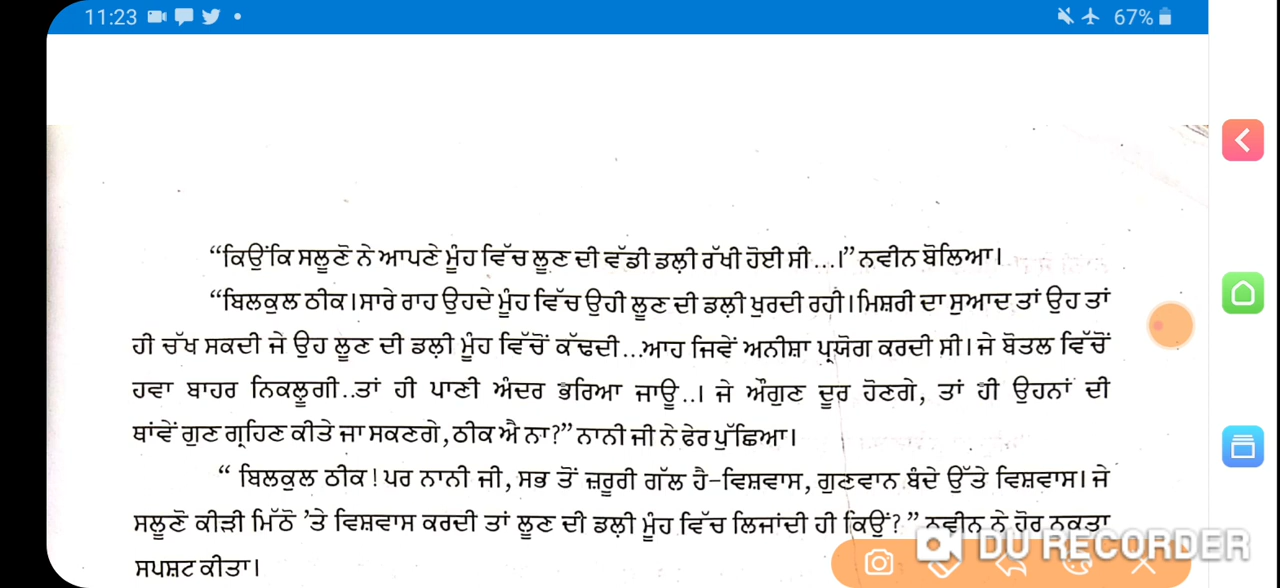 11:23
67%
“ਕਿਉਂਕਿ ਸਲੂਣੋ ਨੇ ਆਪਣੇ ਮੂੰਹ ਵਿੱਚ ਲੂਣ ਦੀ ਵੱਡੀ ਡਲ਼ੀ ਰੱਖੀ ਹੋਈ ਸੀ...।” ਨਵੀਨ ਬੋਲਿਆ।
“ਬਿਲਕੁਲ ਠੀਕ। ਸਾਰੇ ਰਾਹ ਉਹਦੇ ਮੂੰਹ ਵਿੱਚ ਉਹੀ ਲੂਣ ਦੀ ਡਲ਼ੀ ਖੁਰਦੀ ਰਹੀ। ਮਿਸ਼ਰੀ ਦਾ ਸੁਆਦ ਤਾਂ ਉਹ ਤਾਂ
ਹੀ ਚੱਖ ਸਕਦੀ ਜੇ ਉਹ ਲੂਣ ਦੀ ਡਲ਼ੀ ਮੂੰਹ ਵਿੱਚੋਂ ਕੱਢਦੀ...ਆਹ ਜਿਵੇਂ ਅਨੀਸ਼ਾ ਪ੍ਰਯੋਗ ਕਰਦੀ ਸੀ। ਜੇ ਬੋਤਲ ਵਿੱਚੋਂ
ਹਵਾ ਬਾਹਰ ਨਿਕਲੂਗੀ..ਤਾਂ ਹੀ ਪਾਣੀ ਅੰਦਰ ਭਰਿਆ ਜਾਊ..। ਜੇ ਔਗੁਣ ਦੂਰ ਹੋਣਗੇ, ਤਾਂ ਹੀ ਉਹਨਾਂ ਦੀ
ਥਾਂਵੇਂ ਗੁਣ ਗ੍ਰਹਿਣ ਕੀਤੇ ਜਾ ਸਕਣਗੇ, ਠੀਕ ਐ ਨਾ?” ਨਾਨੀ ਜੀ ਨੇ ਫੇਰ ਪੁੱਛਿਆ।
“ ਬਿਲਕੁਲ ਠੀਕ! ਪਰ ਨਾਨੀ ਜੀ, ਸਭ ਤੋਂ ਜ਼ਰੂਰੀ ਗੱਲ ਹੈ-ਵਿਸ਼ਵਾਸ, ਗੁਣਵਾਨ ਬੰਦੇ ਉੱਤੇ ਵਿਸ਼ਵਾਸ। ਜੇ
ਸਲੂਣੋ ਕੀੜੀ ਮਿੱਠੋ ’ਤੇ ਵਿਸ਼ਵਾਸ ਕਰਦੀ ਤਾਂ ਲੂਣ ਦੀ ਡਲ਼ੀ ਮੂੰਹ ਵਿੱਚ ਲਿਜਾਂਦੀ ਹੀ ਕਿਉਂ?” ਨਵੀਨ ਨੇ ਹੋਰ ਨੁਕਤਾ
DU RECORDER
ਸਪਸ਼ਟ ਕੀਤਾ।